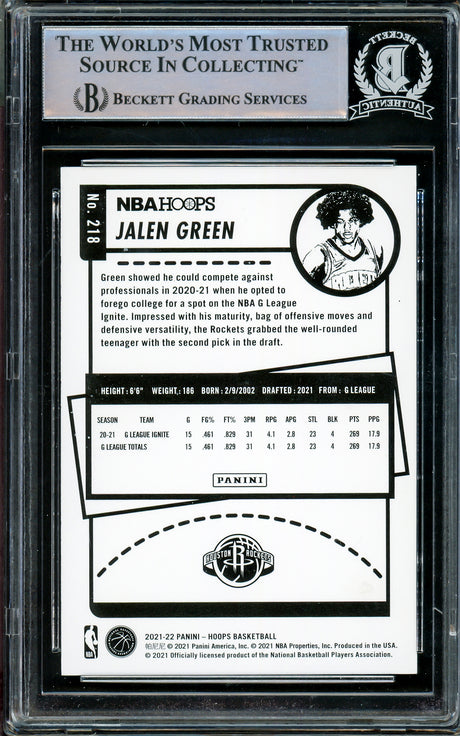 THE WORLD'S MOST TRUSTED
SOURCE IN COLLECTING™
B BECKETT GRADING SERVICES
BECKETT
B
AUTHENTIC
No. 218
NBA HOOPS
JALEN GREEN
Green showed he could compete against
professionals in 2020-21 when he opted to
forego college for a spot on the NBA G League
Ignite. Impressed with his maturity, bag of offensive moves and
defensive versatility, the Rockets grabbed the well-rounded
teenager with the second pick in the draft.
HEIGHT: 6'6" WEIGHT: 186 BORN: 2/9/2002 DRAFTED: 2021 FROM: G LEAGUE
SEASON TEAM G FG% FT% 3PM RPG APG STL BLK PTS PPG
20-21 G LEAGUE IGNITE 15 .461 .829 31 4.1 2.8 23 4 269 17.9
G LEAGUE TOTALS 15 .461 .829 31 4.1 2.8 23 4 269 17.9
PANINI
HOUSTON R ROCKETS
NBA
2021-22 PANINI – HOOPS BASKETBALL
帕尼尼 © 2021 Panini America, Inc. © 2021 NBA Properties, Inc. Produced in the USA.
© 2021 Officially licensed product of the National Basketball Players Association.